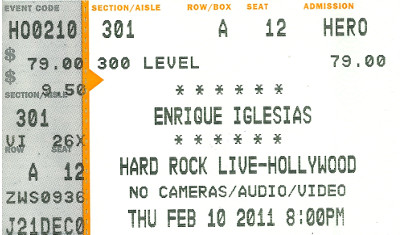 EVENT CODE
HO0210
$ 79.00
$ 9.50
SECTION/AISLE
301
VI 26X
ROW SEAT
A 12
ZWS0936
J21DEC0
SECTION/AISLE ROW/BOX SEAT ADMISSION
301 A 12 HERO
300 LEVEL 79.00
* * * * * *
ENRIQUE IGLESIAS
* * * * * *
HARD ROCK LIVE-HOLLYWOOD
NO CAMERAS/AUDIO/VIDEO
THU FEB 10 2011 8:00PM